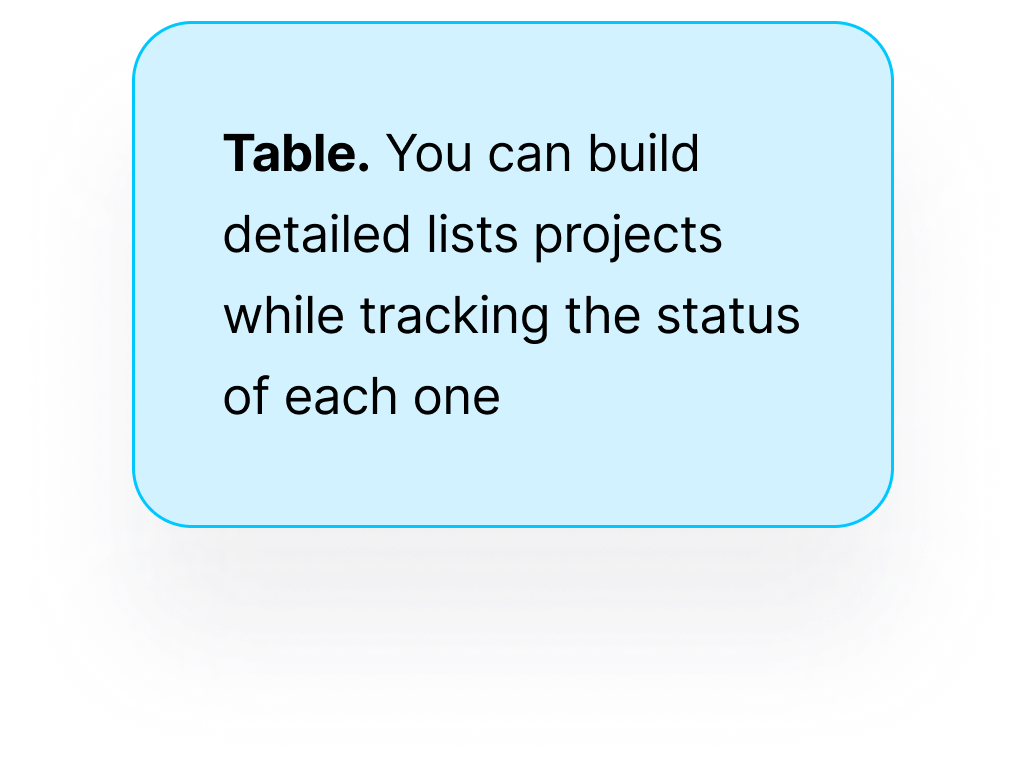 Table. You can build
detailed lists projects
while tracking the status
of each one